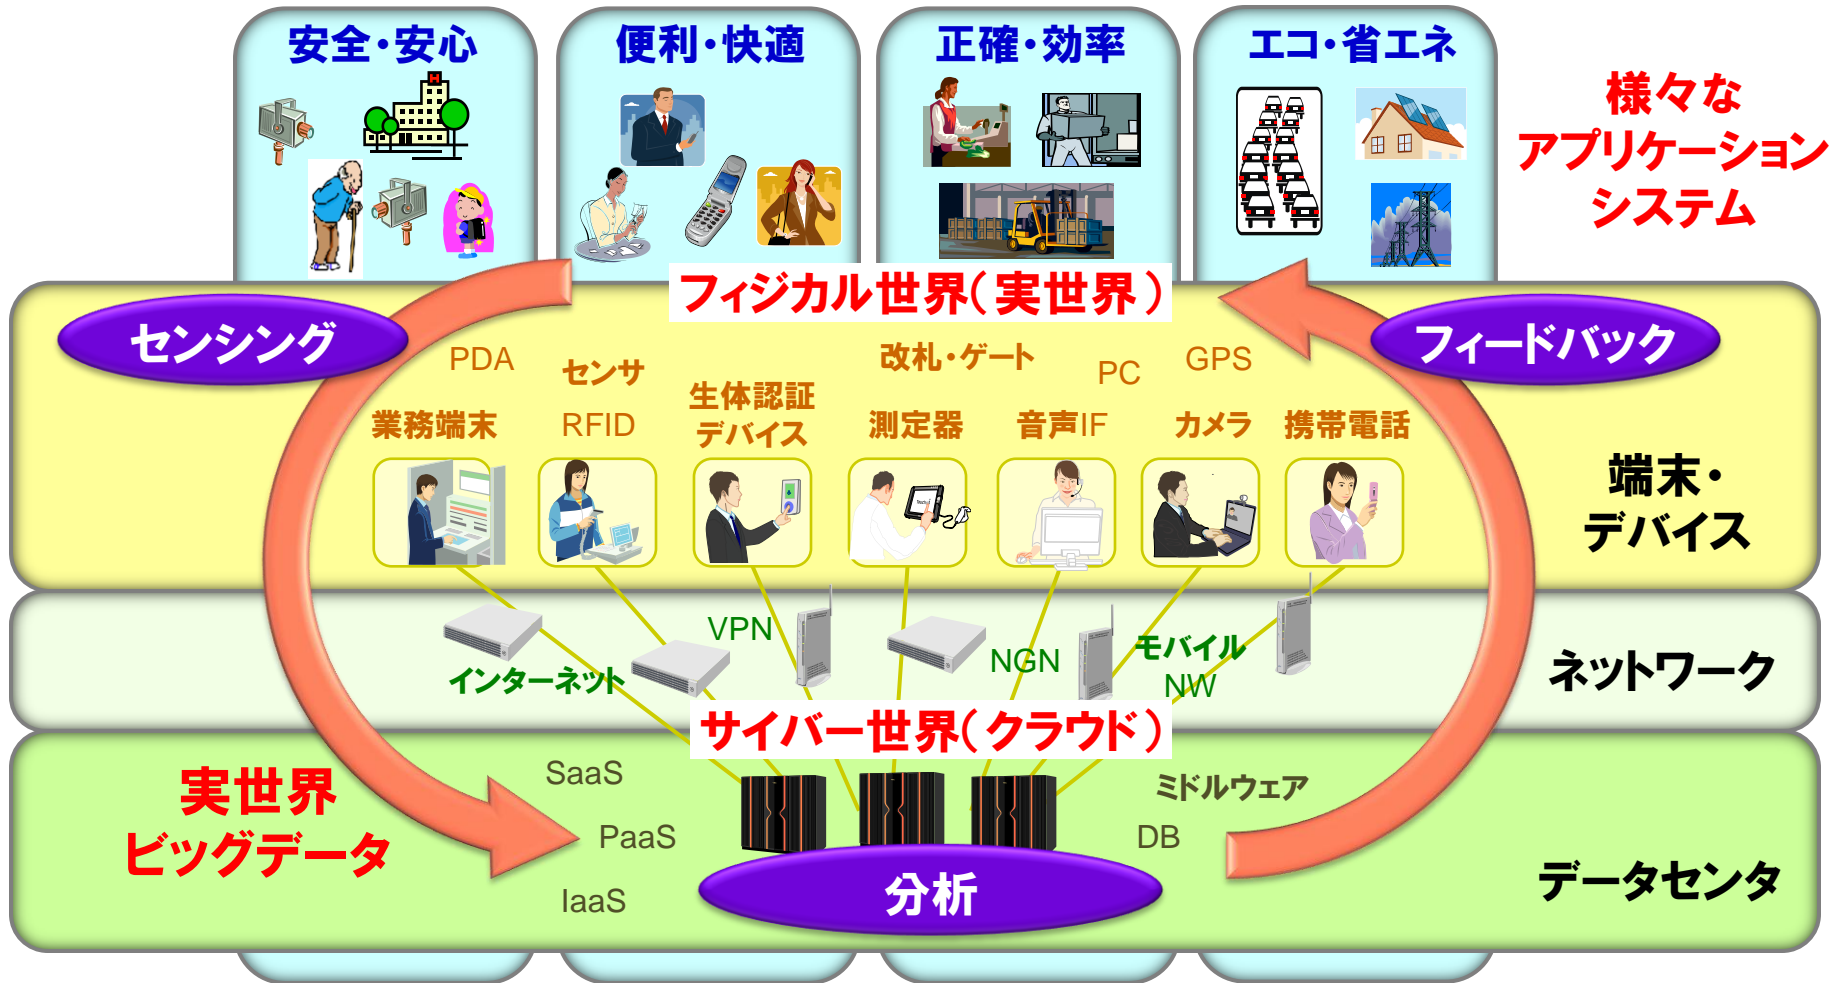 安全・安心
便利・快適
正確・効率
エコ・省エネ
様々な
アプリケーション
システム
フィジカル世界(実世界)
センシング
フィードバック
PDA
センサ
改札・ゲート
PC
GPS
業務端末
RFID
生体認証
デバイス
測定器
音声IF
カメラ
携帯電話
端末・
デバイス
VPN
インターネット
NGN
モバイル
NW
ネットワーク
サイバー世界(クラウド)
実世界
ビッグデータ
SaaS
PaaS
IaaS
ミドルウェア
DB
分析
データセンタ